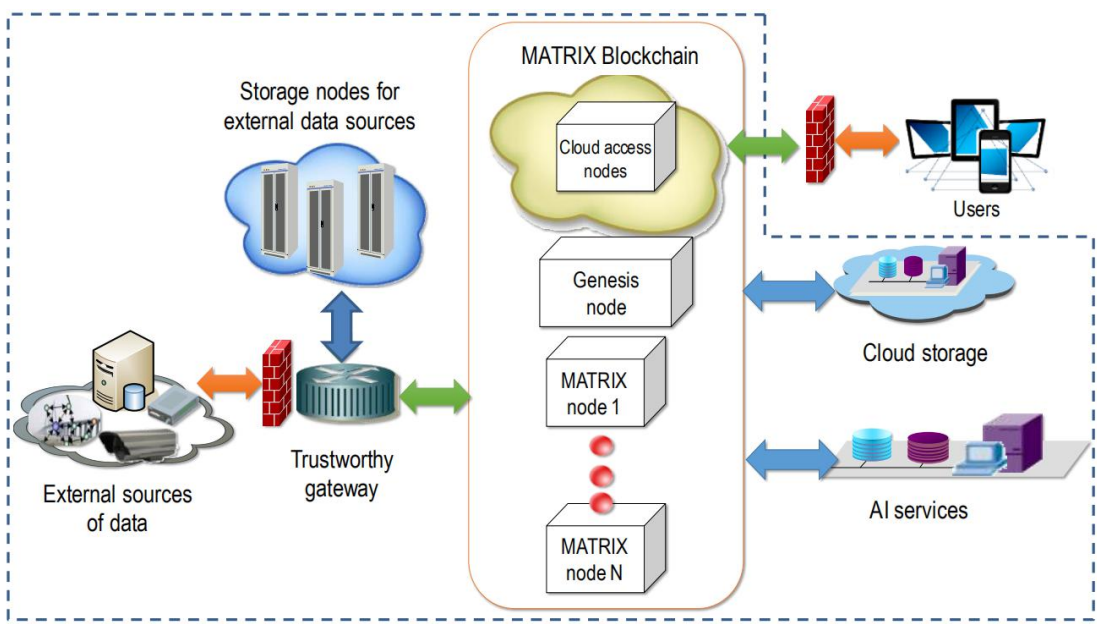 MATRIX Blockchain
Storage nodes for
external data sources
Cloud access
nodes
Users
Genesis
node
Cloud storage
MATRIX
node 1
Trustworthy
gateway
External sources
of data
AI services
MATRIX
node N